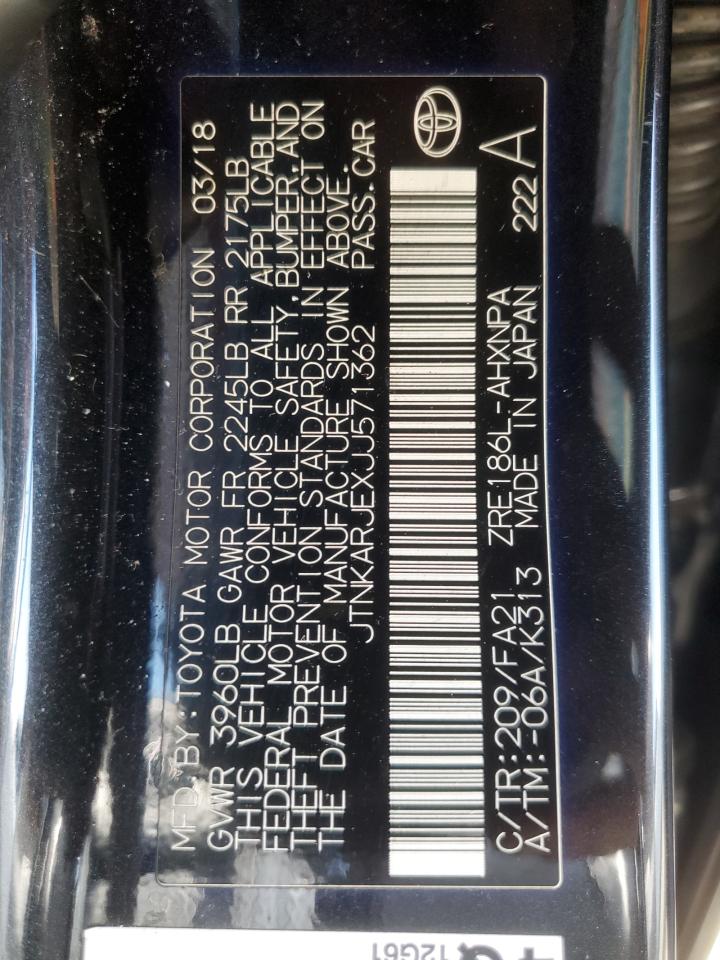 MFD.BY:TOYOTA MOTOR CORPORATION 03/18
GVWR 3960LB GAWR FR 2245LB RR 2175LB
THIS VEHICLE CONFORMS TO ALL APPLICABLE
FEDERAL MOTOR VEHICLE SAFETY,BUMPER,AND
THEFT PREVENTION STANDARDS IN EFFECT ON
THE DATE OF MANUFACTURE SHOWN ABOVE.
JTNKARJEXJJ571362 PASS.CAR
C/TR:209/FA21 ZRE186L-AHXNPA
A/TM:-06A/K313 MADE IN JAPAN 222 A
12G61